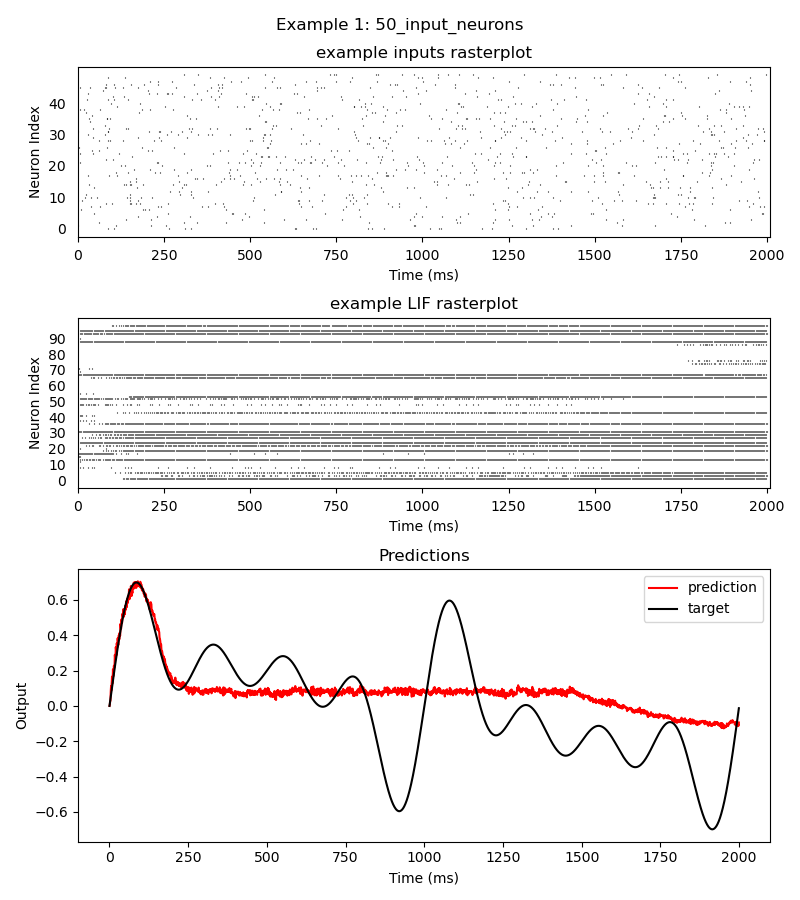 Example 1: 50_input_neurons
example inputs rasterplot
Neuron Index
40
30
20
10
0
0 250 500 750 1000 1250 1500 1750 2000
Time (ms)
example LIF rasterplot
Neuron Index
90
80
70
60
50
40
30
20
10
0
0 250 500 750 1000 1250 1500 1750 2000
Time (ms)
Predictions
Output
0.6
0.4
0.2
0.0
−0.2
−0.4
−0.6
prediction
target
0 250 500 750 1000 1250 1500 1750 2000
Time (ms)